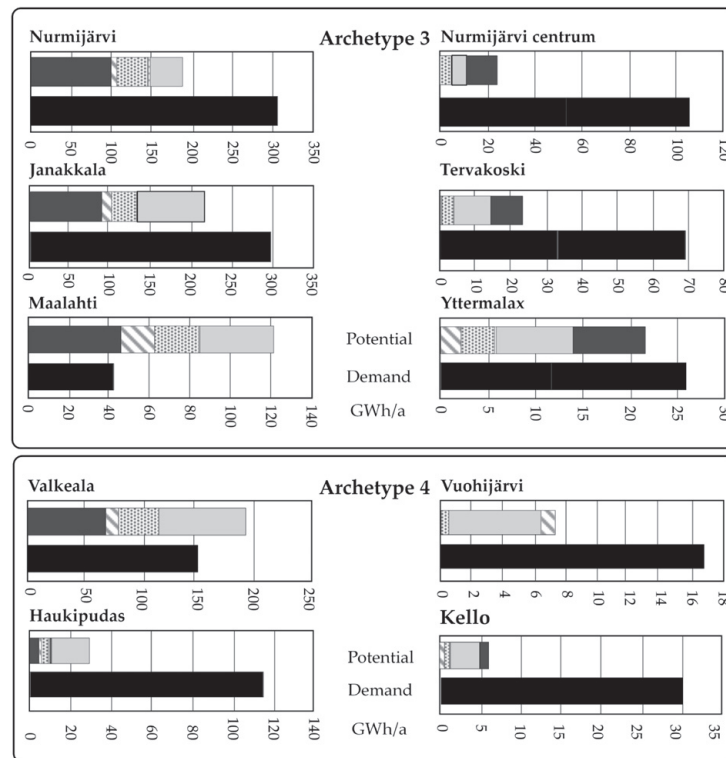 Nurmijärvi Archetype 3 Nurmijärvi centrum
0 50 100 150 200 250 300 350
0 20 40 60 80 100 120
Janakkala Tervakoski
0 50 100 150 200 250 300 350
0 10 20 30 40 50 60 70 80
Maalahti Yttermalax
Potential
Demand
0 20 40 60 80 100 120 140
GWh/a
0 5 10 15 20 25 30
Valkeala Archetype 4 Vuohijärvi
0 50 100 150 200 250
0 2 4 6 7 8 10 12 14 16 18
Haukipudas Kello
Potential
Demand
0 20 40 60 80 100 120 140
GWh/a
0 5 10 15 20 25 30 35